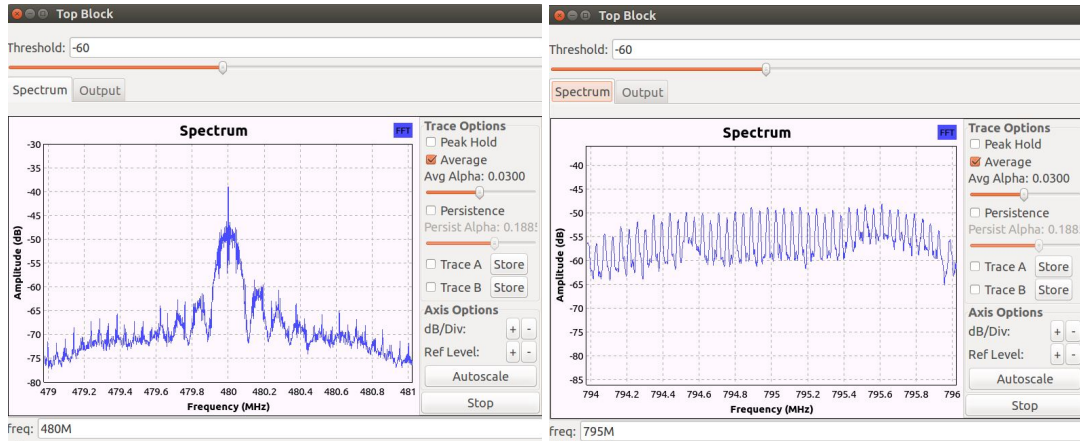 Top Block
Threshold: -60
Spectrum Output
Spectrum
FFT
Trace Options
Peak Hold
Average
Avg Alpha: 0.0300
Persistence
Persist Alpha: 0.188
Trace A Store
Trace B Store
Axis Options
dB/Div: + -
Ref Level: + -
Autoscale
Stop
Amplitude (dB)
-30
-35
-40
-45
-50
-55
-60
-65
-70
-75
-80
479 479.2 479.4 479.6 479.8 480 480.2 480.4 480.6 480.8 481
Frequency (MHz)
freq: 480M
Top Block
Threshold: -60
Spectrum Output
Spectrum
FFT
Trace Options
Peak Hold
Average
Avg Alpha: 0.0300
Persistence
Persist Alpha: 0.188
Trace A Store
Trace B Store
Axis Options
dB/Div: + -
Ref Level: + -
Autoscale
Stop
Amplitude (dB)
-40
-45
-50
-55
-60
-65
-70
-75
-80
-85
794 794.2 794.4 794.6 794.8 795 795.2 795.4 795.6 795.8 796
Frequency (MHz)
freq: 795M